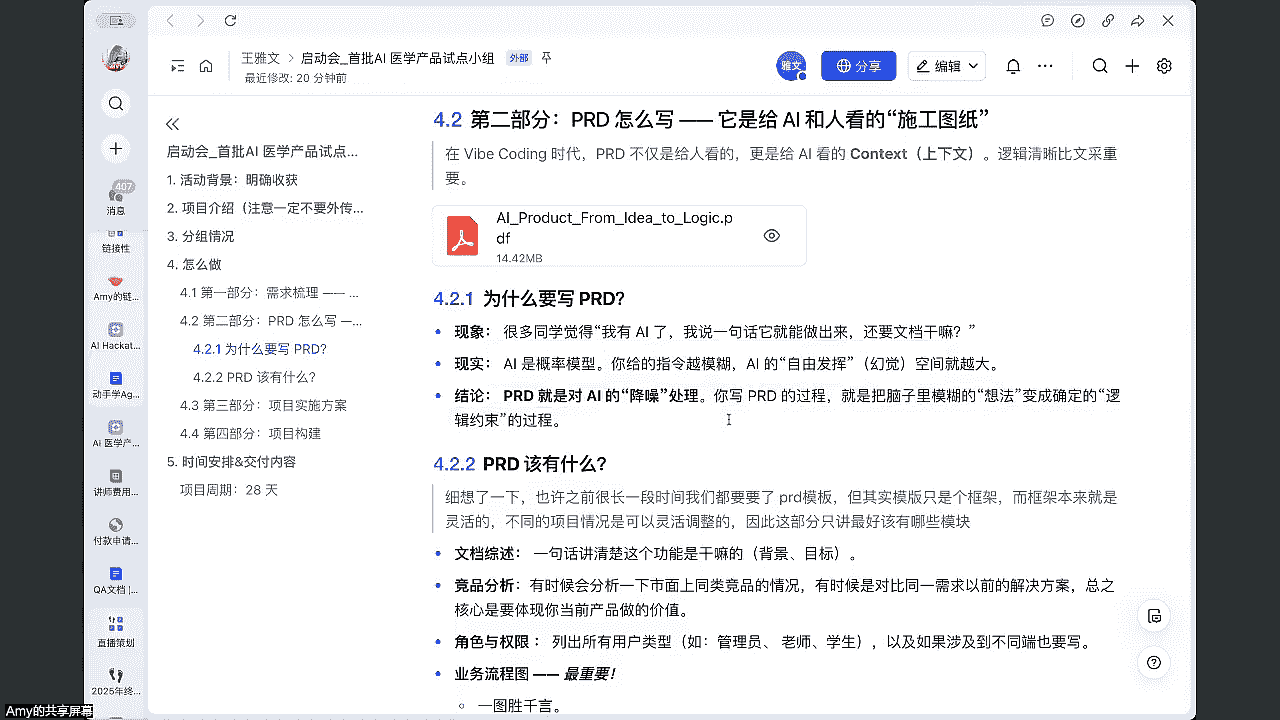 王雅文 > 启动会_首批AI 医学产品试点小组 外部
最近修改: 20 分钟前
雅文
分享
编辑
407
消息
链接性
Amy的链...
AI Hackat...
动手学Ag...
AI 医学产...
讲师费用...
付款申请...
QA文档 |...
直播策划
2025年终...
启动会_首批AI 医学产品试点...
1. 活动背景：明确收获
2. 项目介绍（注意一定不要外传...
3. 分组情况
4. 怎么做
4.1 第一部分：需求梳理 —— ...
4.2 第二部分：PRD 怎么写 —...
4.2.1 为什么要写 PRD?
4.2.2 PRD 该有什么?
4.3 第三部分：项目实施方案
4.4 第四部分：项目构建
5. 时间安排&交付内容
项目周期：28 天
4.2 第二部分：PRD 怎么写 —— 它是给 AI 和人看的“施工图纸”
在 Vibe Coding 时代，PRD 不仅是给人看的，更是给 AI 看的 Context（上下文）。逻辑清晰比文采重
要。
AI_Product_From_Idea_to_Logic.p
df
14.42MB
4.2.1 为什么要写 PRD?
现象： 很多同学觉得“我有 AI 了，我说一句话它就能做出来，还要文档干嘛？”
现实： AI 是概率模型。你给的指令越模糊，AI 的“自由发挥”（幻觉）空间就越大。
结论： PRD 就是对 AI 的“降噪”处理。你写 PRD 的过程，就是把脑子里模糊的“想法”变成确定的“逻
辑约束”的过程。
4.2.2 PRD 该有什么?
细想了一下，也许之前很长一段时间我们都要要了 prd模板，但其实模版只是个框架，而框架本来就是
灵活的，不同的项目情况是可以灵活调整的，因此这部分只讲最好该有哪些模块
文档综述： 一句话讲清楚这个功能是干嘛的（背景、目标）。
竞品分析：有时候会分析一下市面上同类竞品的情况，有时候是对比同一需求以前的解决方案，总之
核心是要体现你当前产品做的价值。
角色与权限： 列出所有用户类型（如：管理员、 老师、学生），以及如果涉及到不同端也要写。
业务流程图 —— 最重要！
一图胜千言。
Amy的共享屏幕